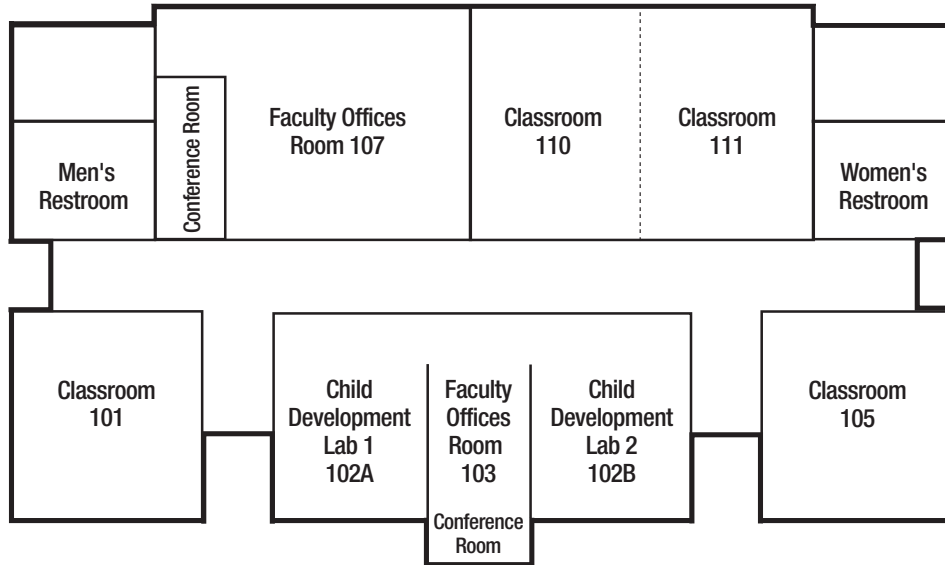 Conference Room
Faculty Offices
Room 107
Classroom
110
Classroom
111
Men's
Restroom
Women's
Restroom
Classroom
101
Child
Development
Lab 1
102A
Faculty
Offices
Room
103
Child
Development
Lab 2
102B
Classroom
105
Conference
Room